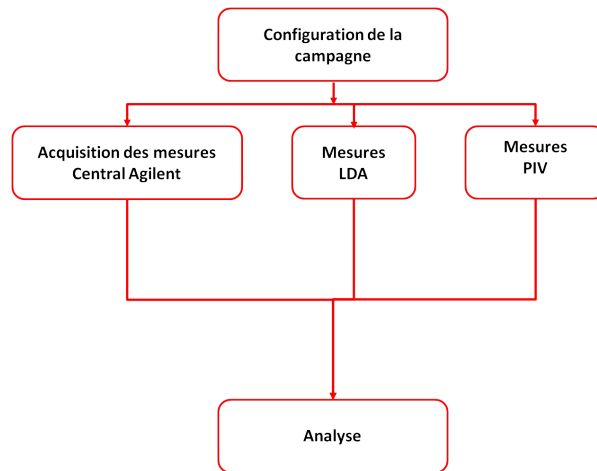 Configuration de la
campagne
Acquisition des mesures
Central Agilent
Mesures
LDA
Mesures
PIV
Analyse